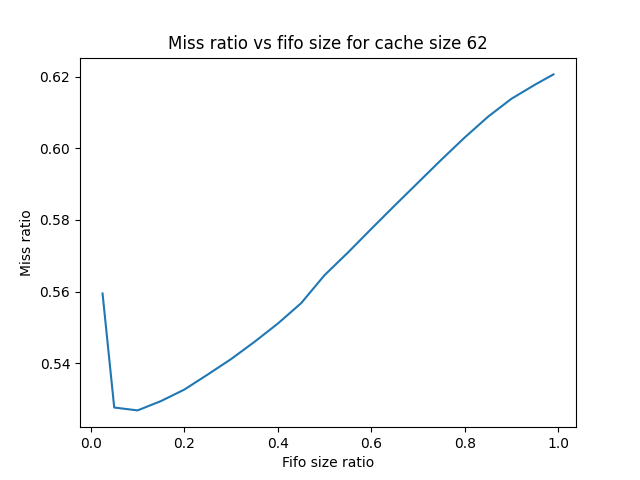 Miss ratio vs fifo size for cache size 62
0.62
0.60
0.58
0.56
0.54
Miss ratio
0.0 0.2 0.4 0.6 0.8 1.0
Fifo size ratio